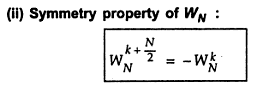 (ii) Symmetry property of W_N :
W_N^{k + N/2} = -W_N^k